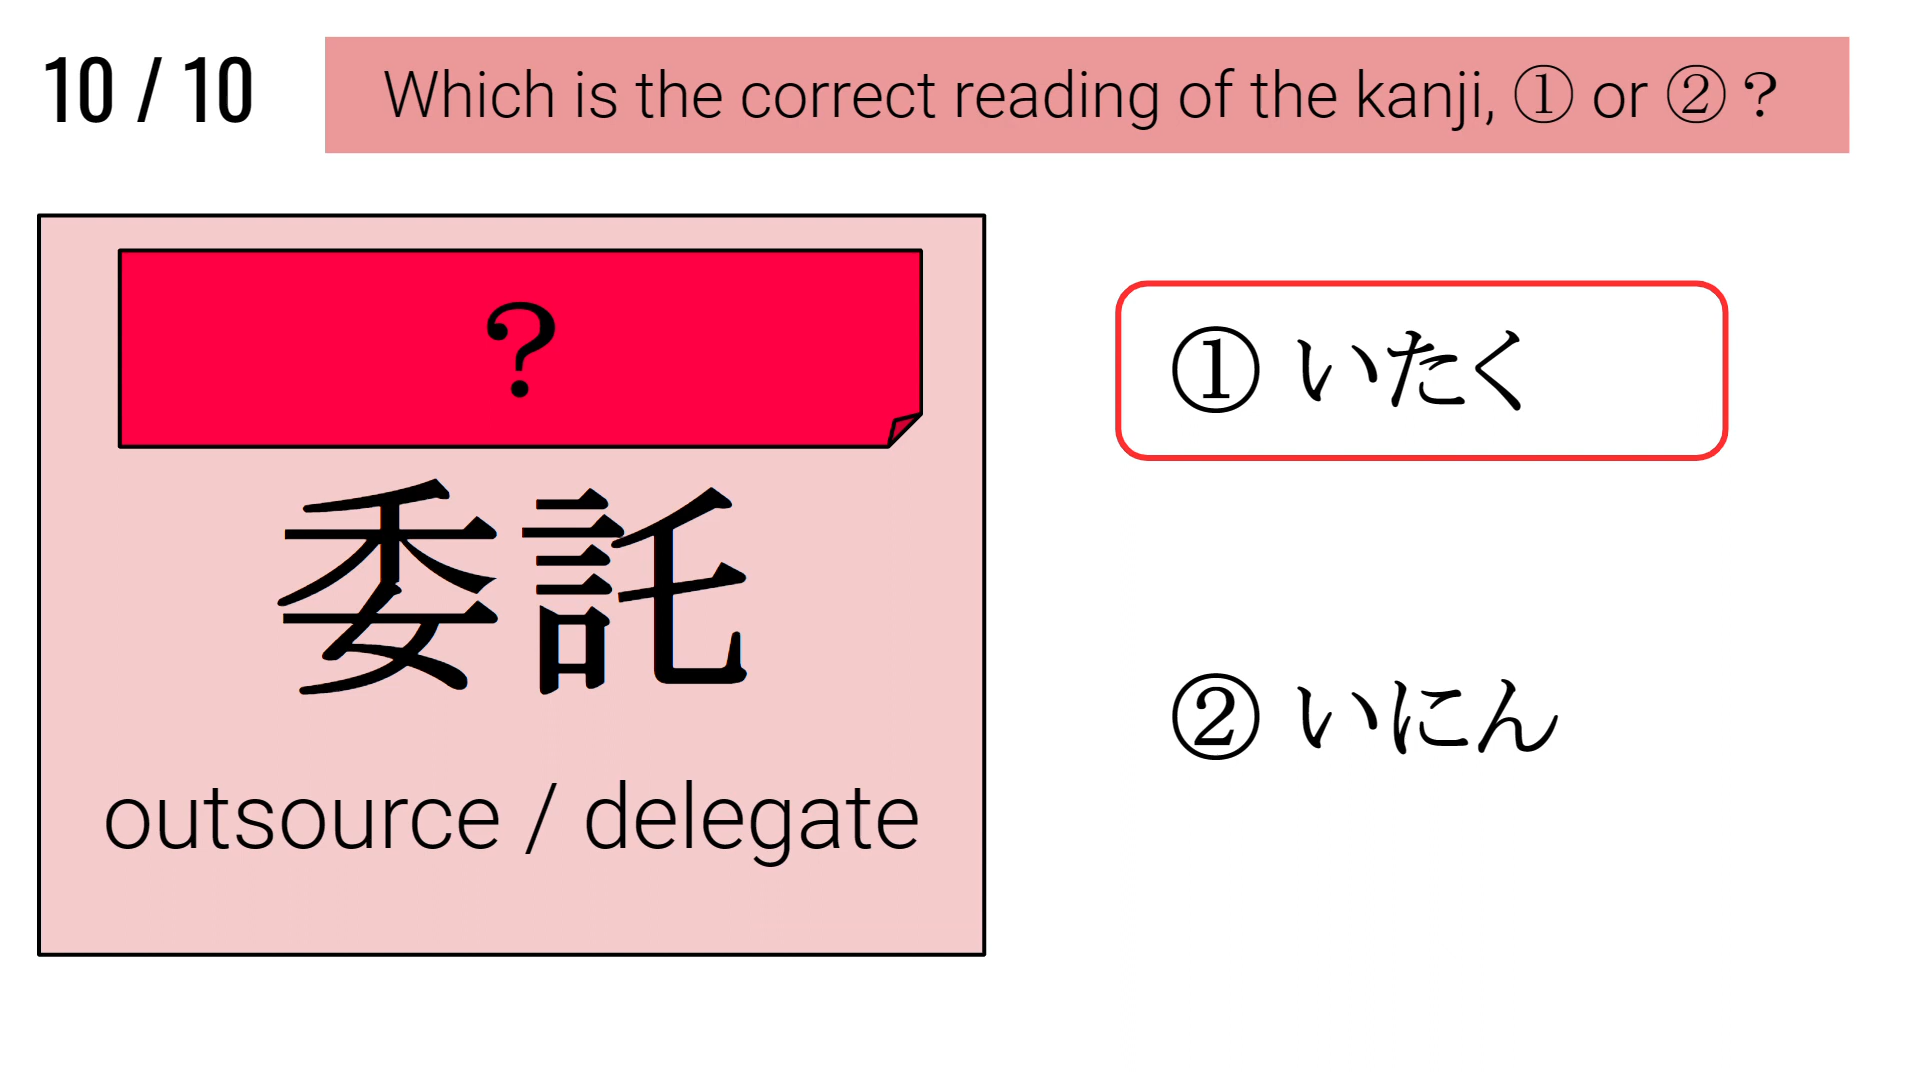 10 / 10
Which is the correct reading of the kanji, ① or ②？
？
委託
outsource / delegate
① いたく
② いにん